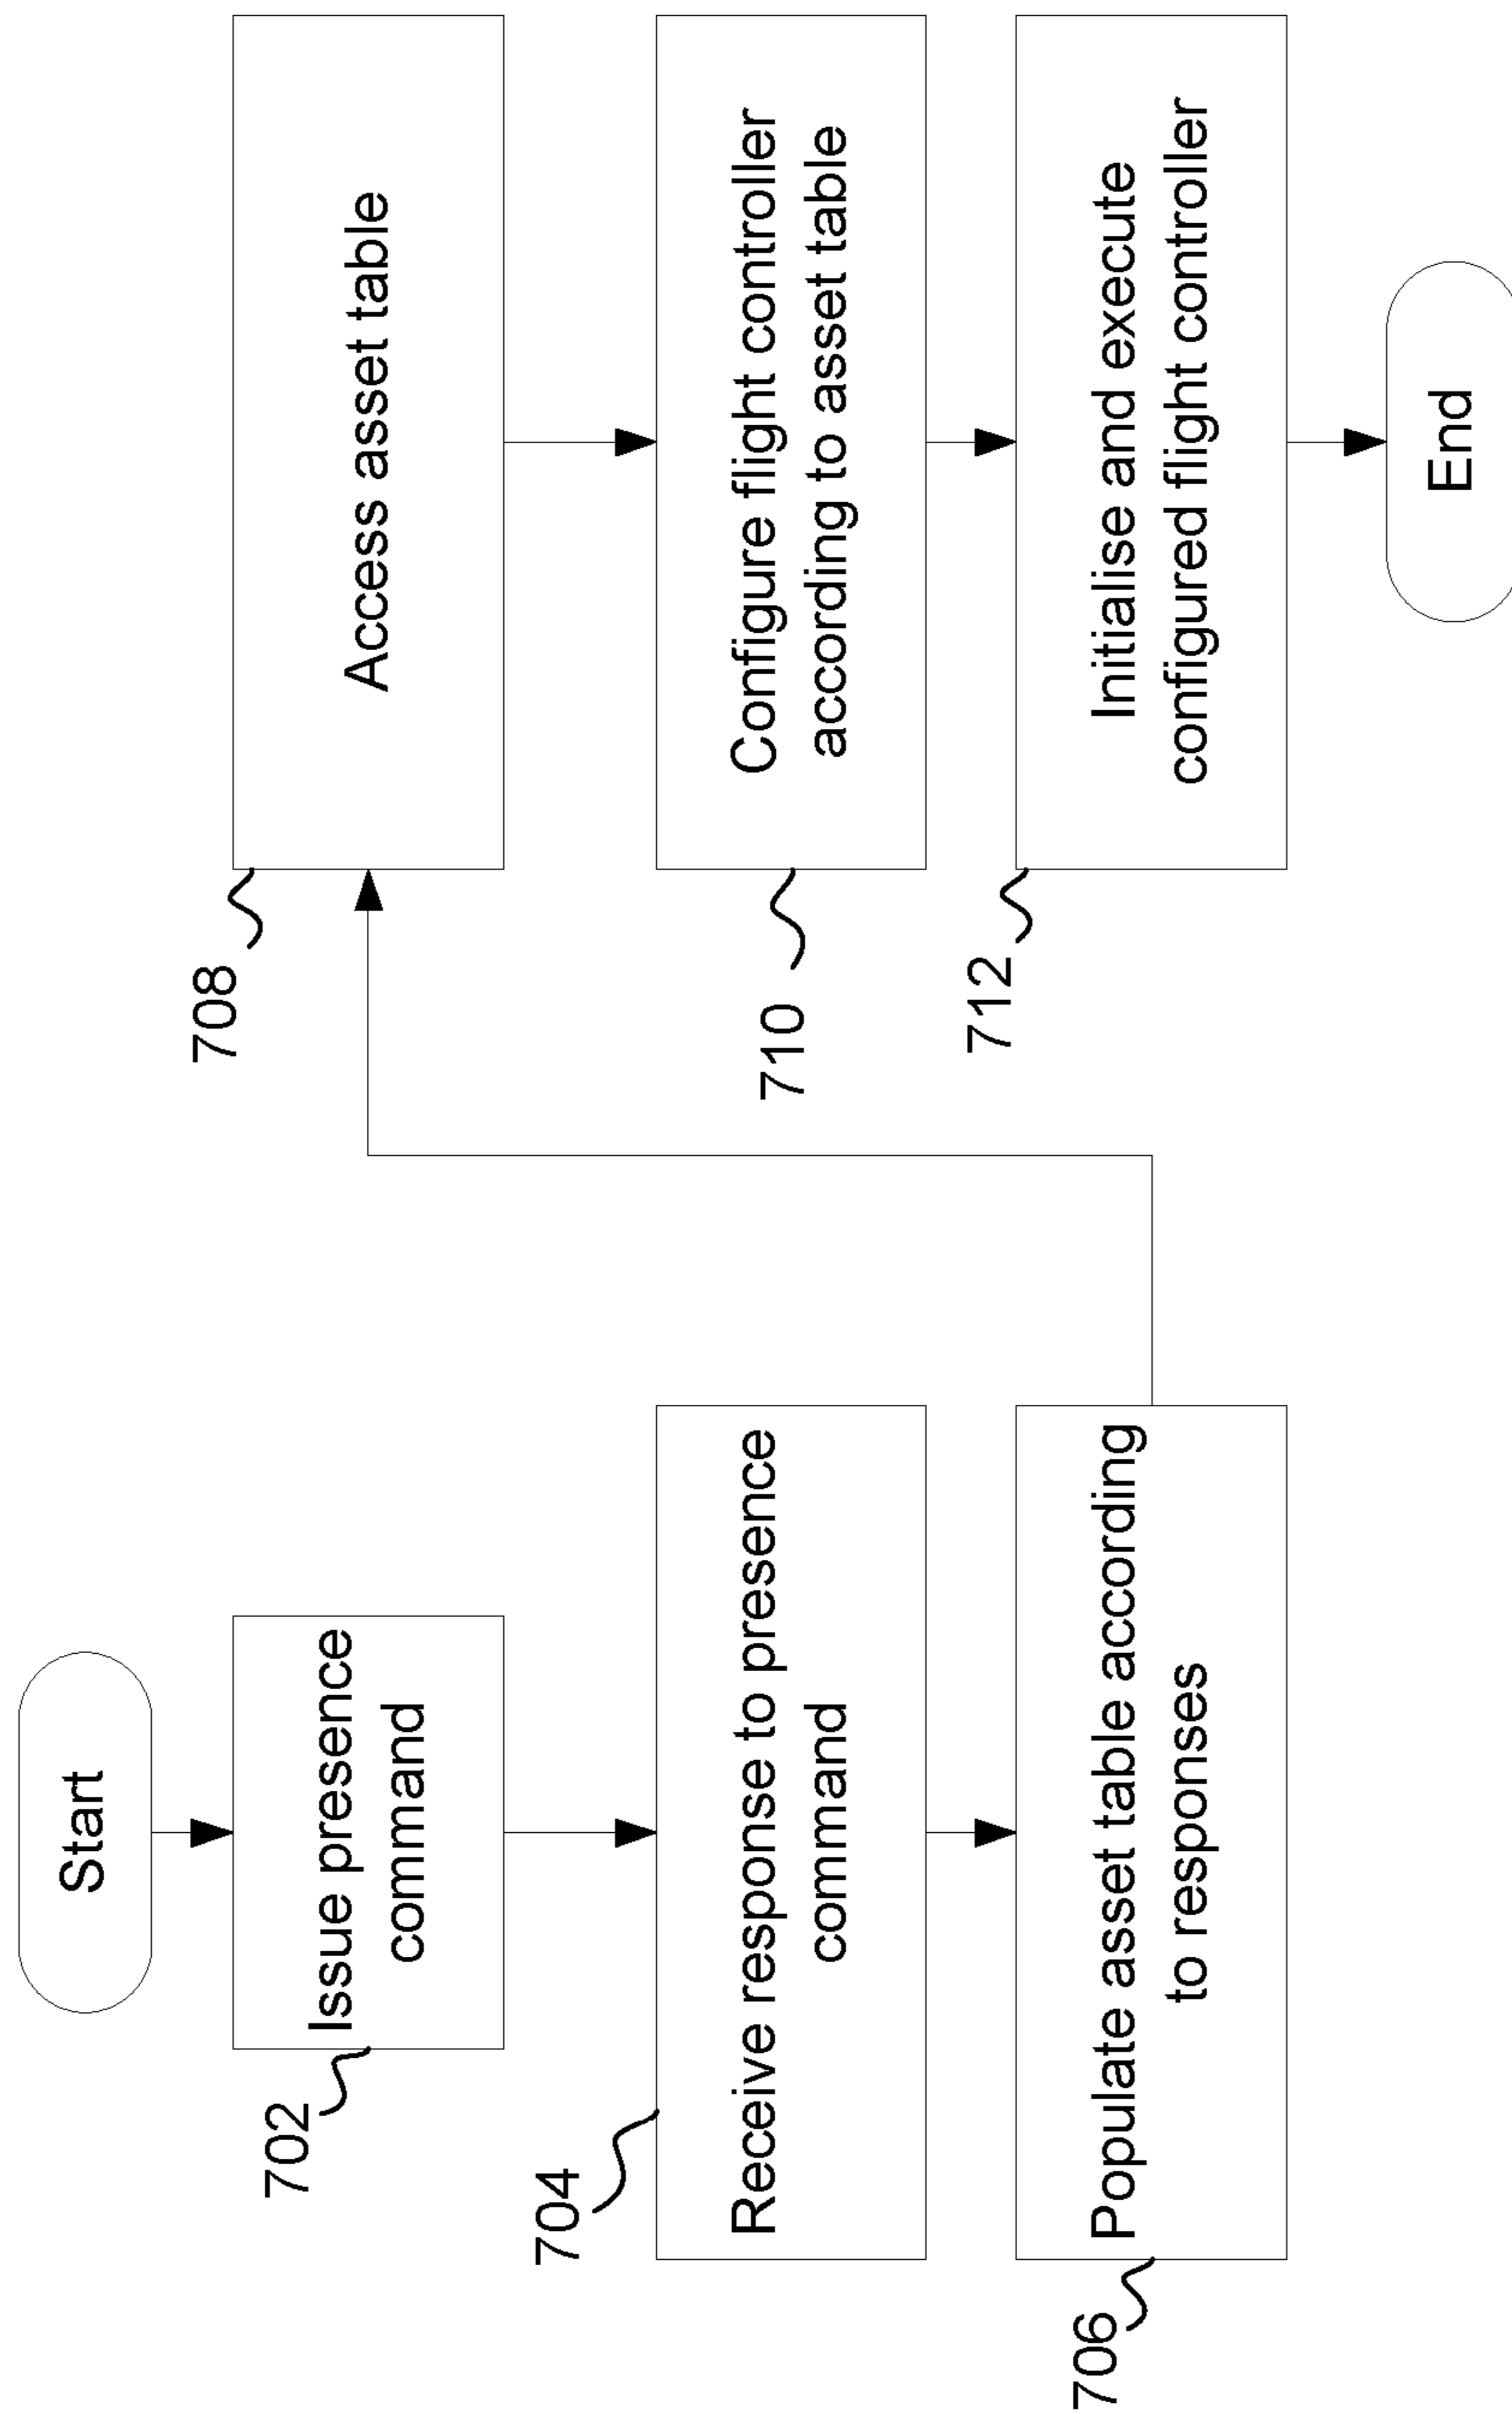 Start
702
Issue presence
command
704
Receive response to presence
command
706
Populate asset table according
to responses
708
Access asset table
710
Configure flight controller
according to asset table
712
Initialise and execute
configured flight controller
End